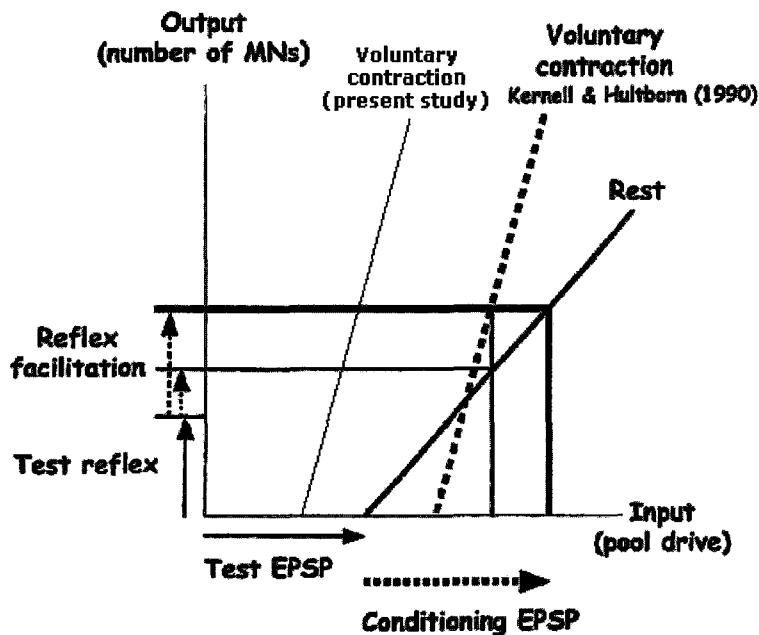 Output
(number of MNs)
Voluntary
contraction
(present study)
Voluntary
contraction
Kernell & Hultborn (1990)
Rest
Reflex
facilitation
Test reflex
Input
(pool drive)
Test EPSP
Conditioning EPSP